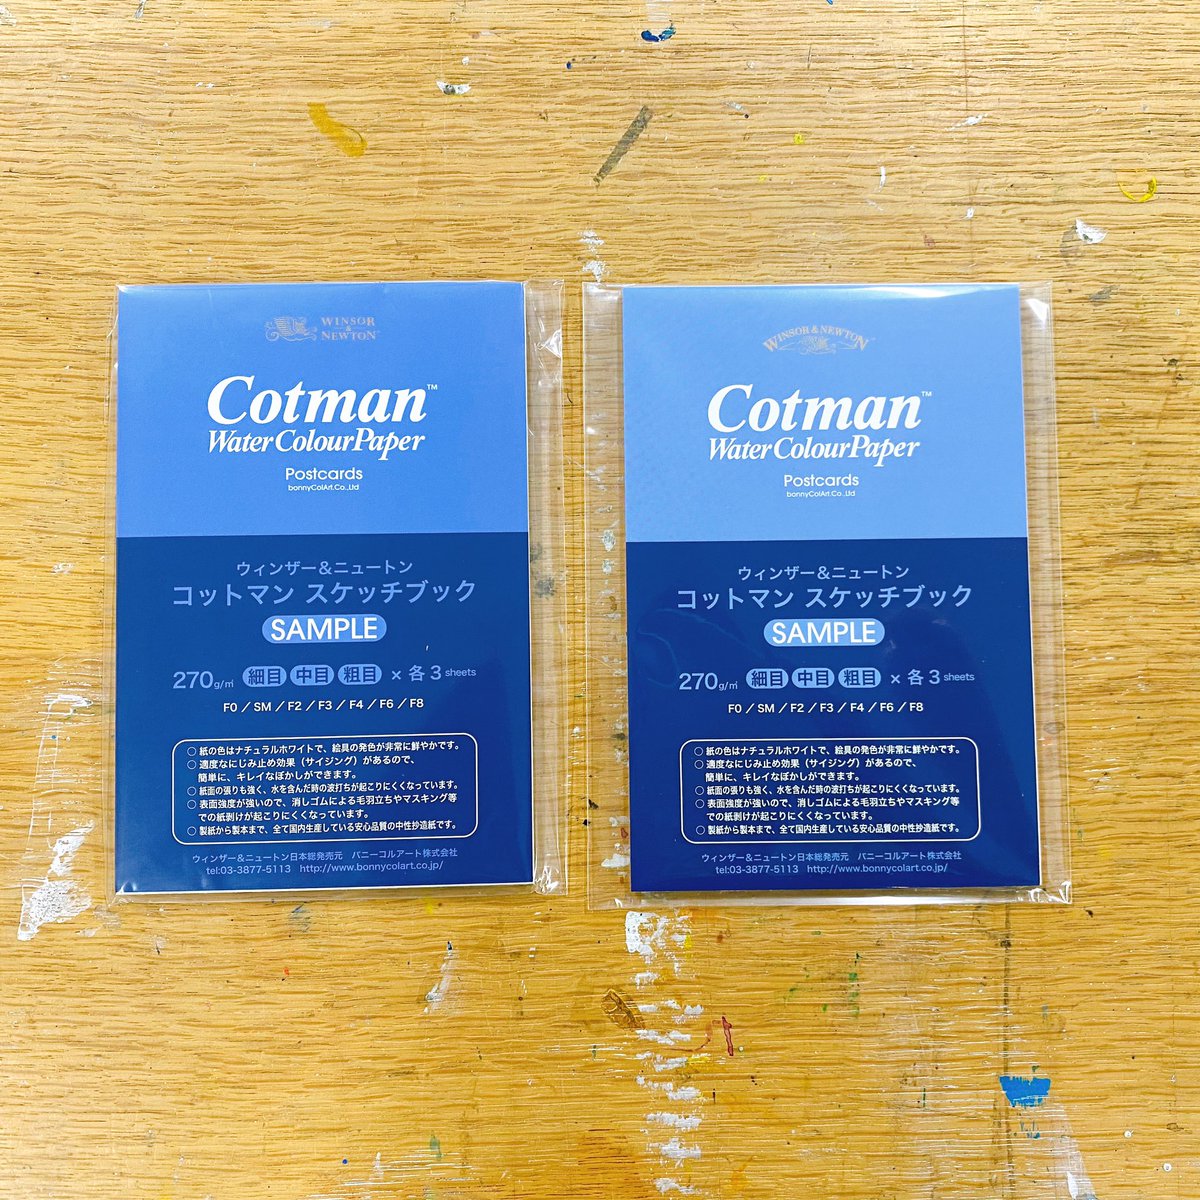 WINSOR
&
NEWTON
Cotman™
Water Colour Paper
Postcards
bonnyColArt.Co.,Ltd
ウィンザー&ニュートン
コットマン スケッチブック
SAMPLE
270g/㎡ 細目 中目 粗目 × 各3 sheets
F0 / SM / F2 / F3 / F4 / F6 / F8
○ 紙の色はナチュラルホワイトで、絵具の発色が非常に鮮やかです。
○ 適度なにじみ止め効果（サイジング）があるので、
簡単に、キレイなぼかしができます。
○ 紙面の張りも強く、水を含んだ時の波打ちが起こりにくくなっています。
○ 表面強度が強いので、消しゴムによる毛羽立ちやマスキング等
での紙剥けが起こりにくくなっています。
○ 製紙から製本まで、全て国内生産している安心品質の中性抄造紙です。
ウィンザー&ニュートン日本総発売元 バニーコルアート株式会社
tel:03-3877-5113 http://www.bonnycolart.co.jp/
WINSOR & NEWTON
Cotman™
Water Colour Paper
Postcards
bonnyColArt.Co.,Ltd
ウィンザー&ニュートン
コットマン スケッチブック
SAMPLE
270g/㎡ 細目 中目 粗目 × 各3 sheets
F0 / SM / F2 / F3 / F4 / F6 / F8
○ 紙の色はナチュラルホワイトで、絵具の発色が非常に鮮やかです。
○ 適度なにじみ止め効果（サイジング）があるので、
簡単に、キレイなぼかしができます。
○ 紙面の張りも強く、水を含んだ時の波打ちが起こりにくくなっています。
○ 表面強度が強いので、消しゴムによる毛羽立ちやマスキング等
での紙剥けが起こりにくくなっています。
○ 製紙から製本まで、全て国内生産している安心品質の中性抄造紙です。
ウィンザー&ニュートン日本総発売元 バニーコルアート株式会社
tel:03-3877-5113 http://www.bonnycolart.co.jp/